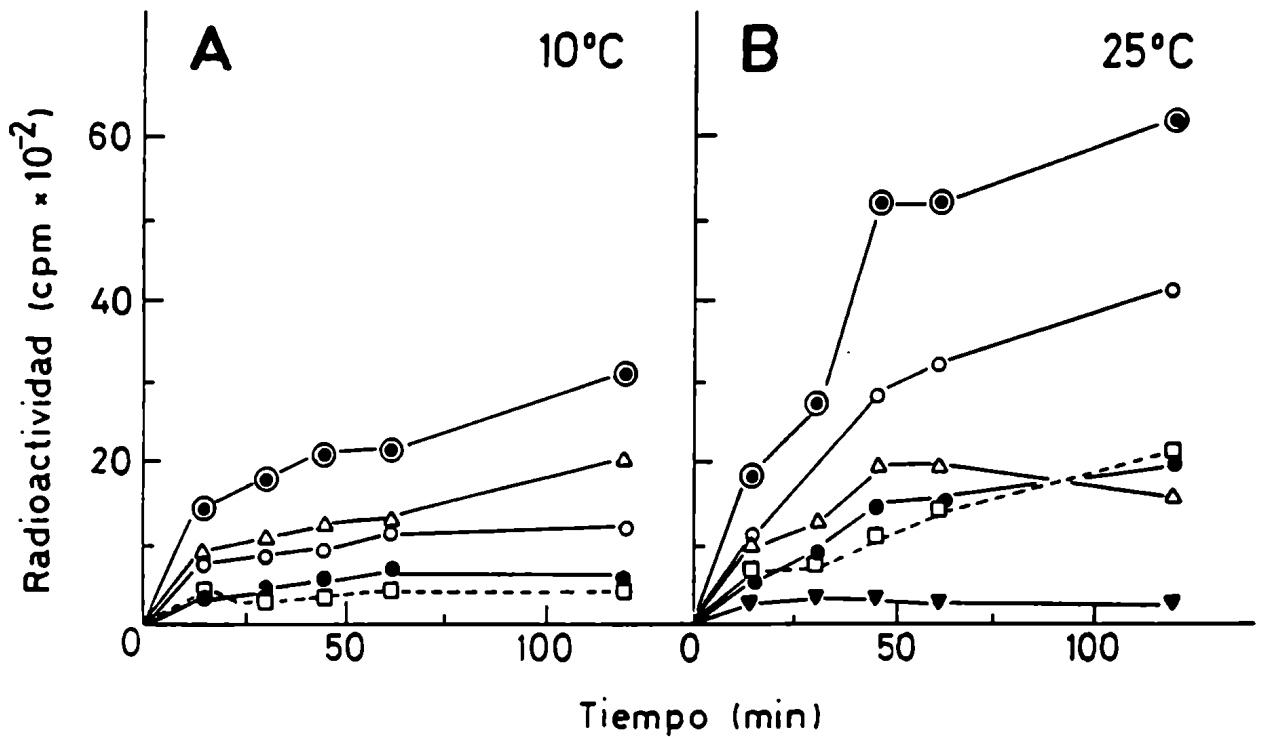 A 10°C B 25°C
Radioactividad (cpm × 10⁻²)
60
40
20
0 50 100 0 50 100
Tiempo (min)